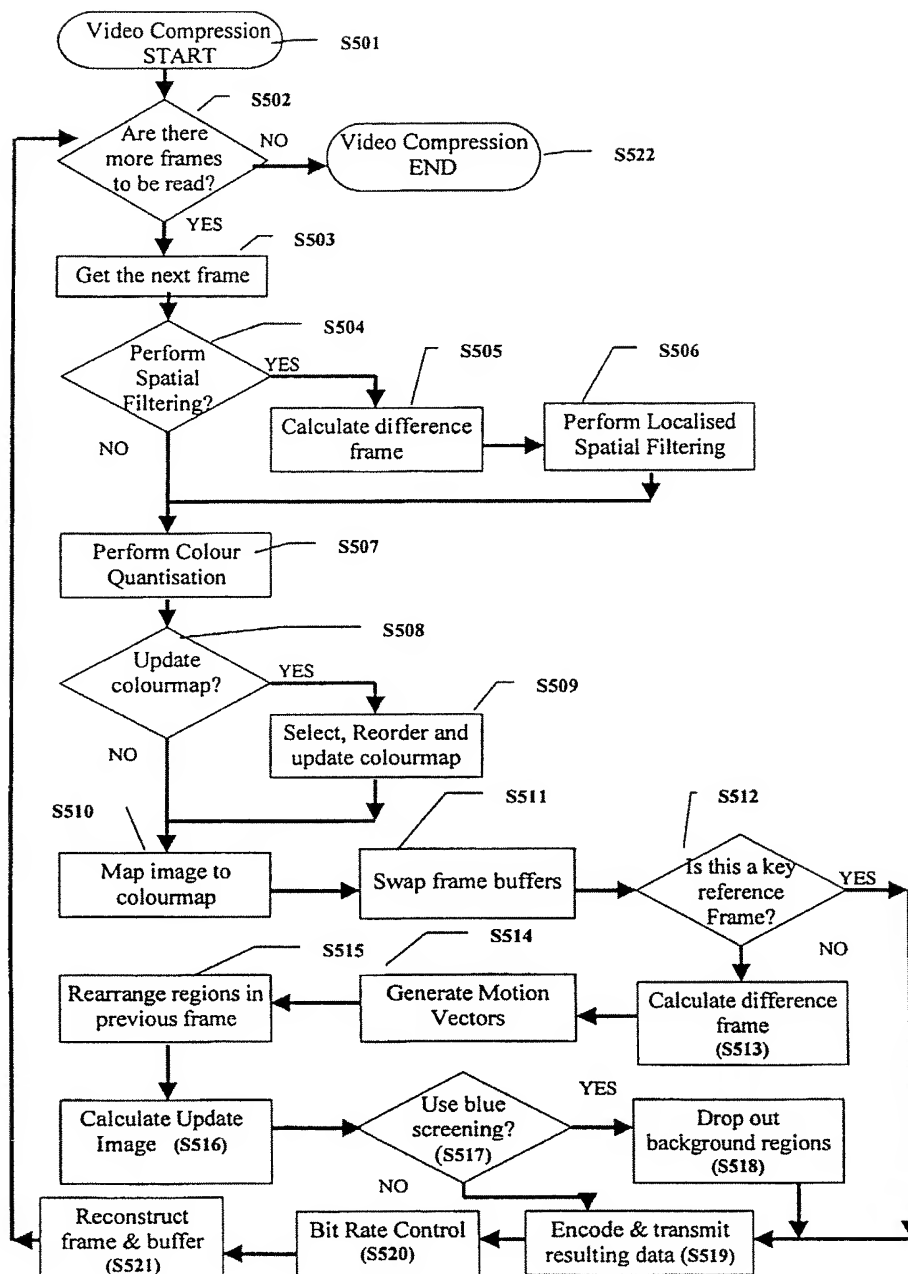 Video Compression
START
S501
S502
Are there
more frames
to be read?
NO
Video Compression
END
S522
YES
S503
Get the next frame
S504
Perform
Spatial
Filtering?
YES
S505
S506
Calculate difference
frame
Perform Localised
Spatial Filtering
NO
S507
Perform Colour
Quantisation
S508
Update
colourmap?
YES
S509
Select, Reorder and
update colourmap
NO
S510
S511
S512
Map image to
colourmap
Swap frame buffers
Is this a key
reference
Frame?
YES
NO
S515
S514
Rearrange regions in
previous frame
Generate Motion
Vectors
Calculate difference
frame
(S513)
Calculate Update
Image (S516)
Use blue
screening?
(S517)
YES
Drop out
background regions
(S518)
NO
Reconstruct
frame & buffer
(S521)
Bit Rate Control
(S520)
Encode & transmit
resulting data (S519)